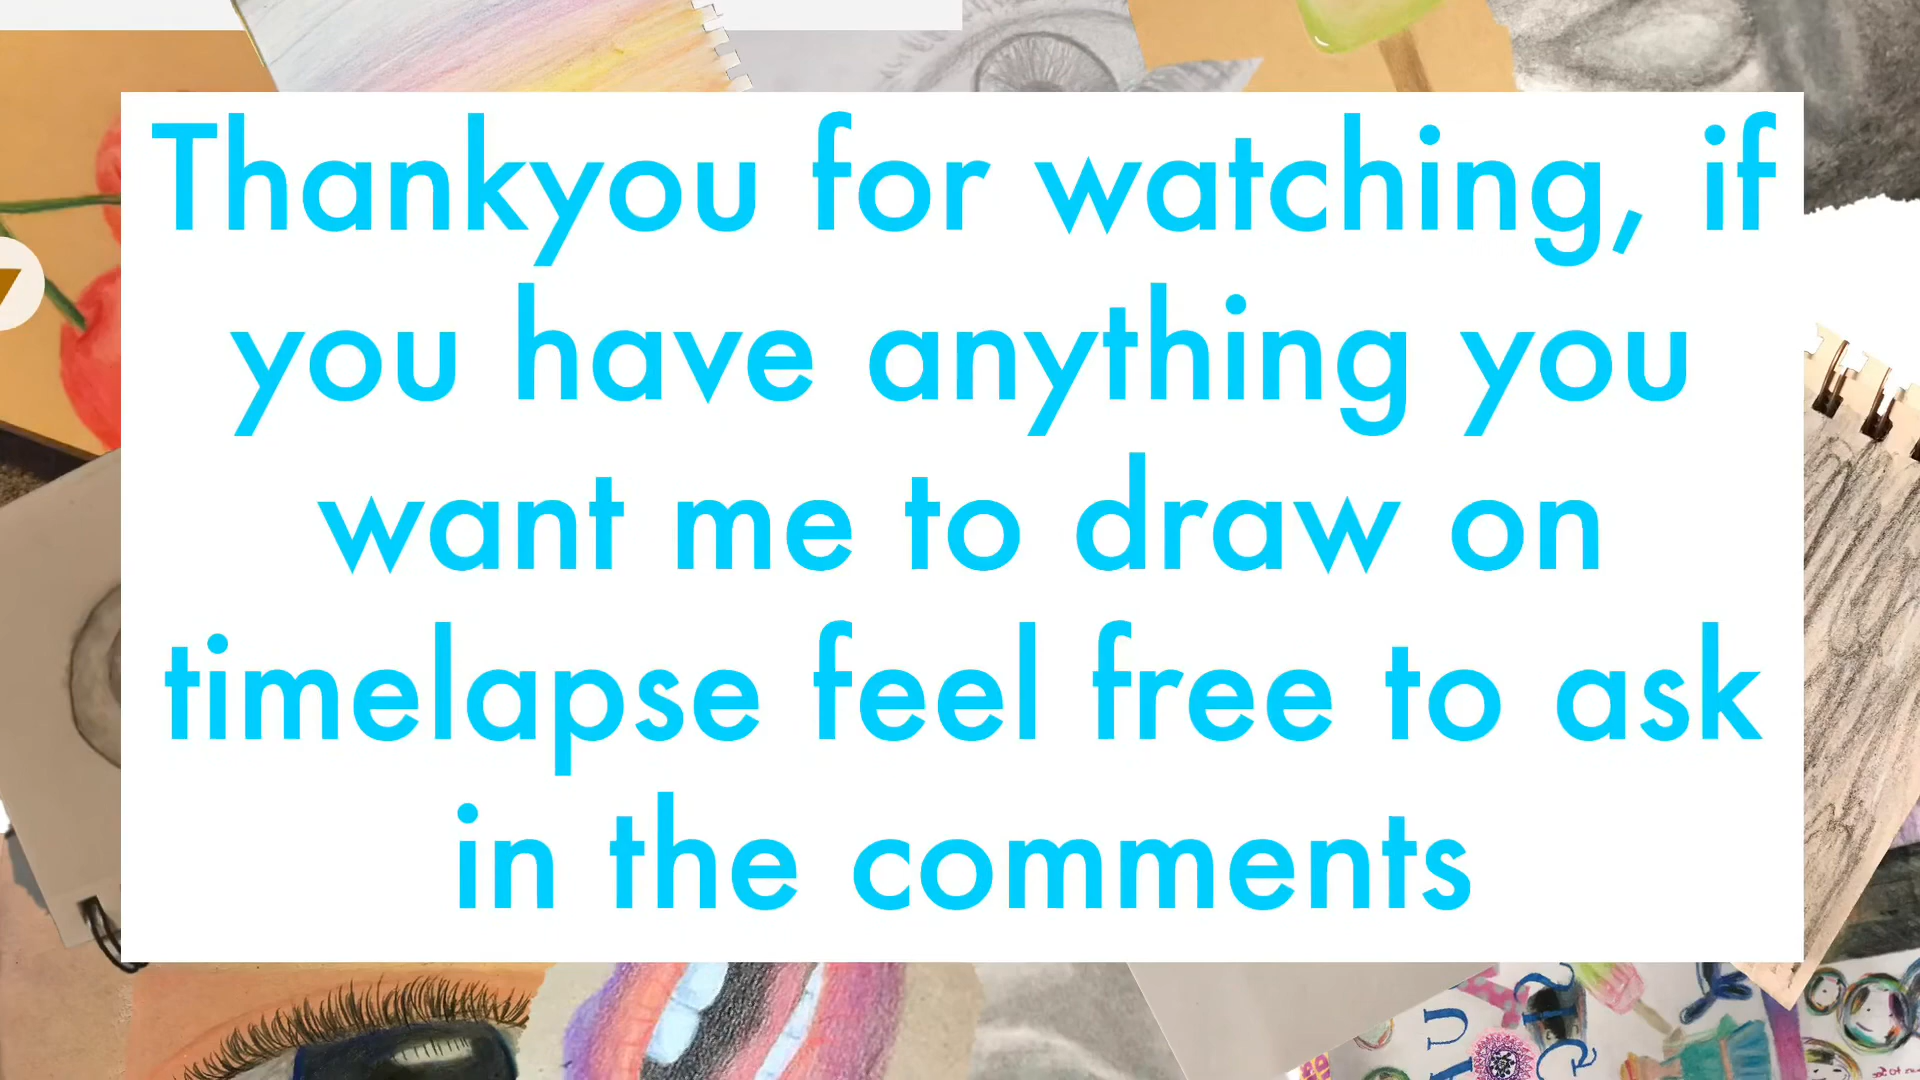 Thankyou for watching, if
you have anything you
want me to draw on
timelapse feel free to ask
in the comments